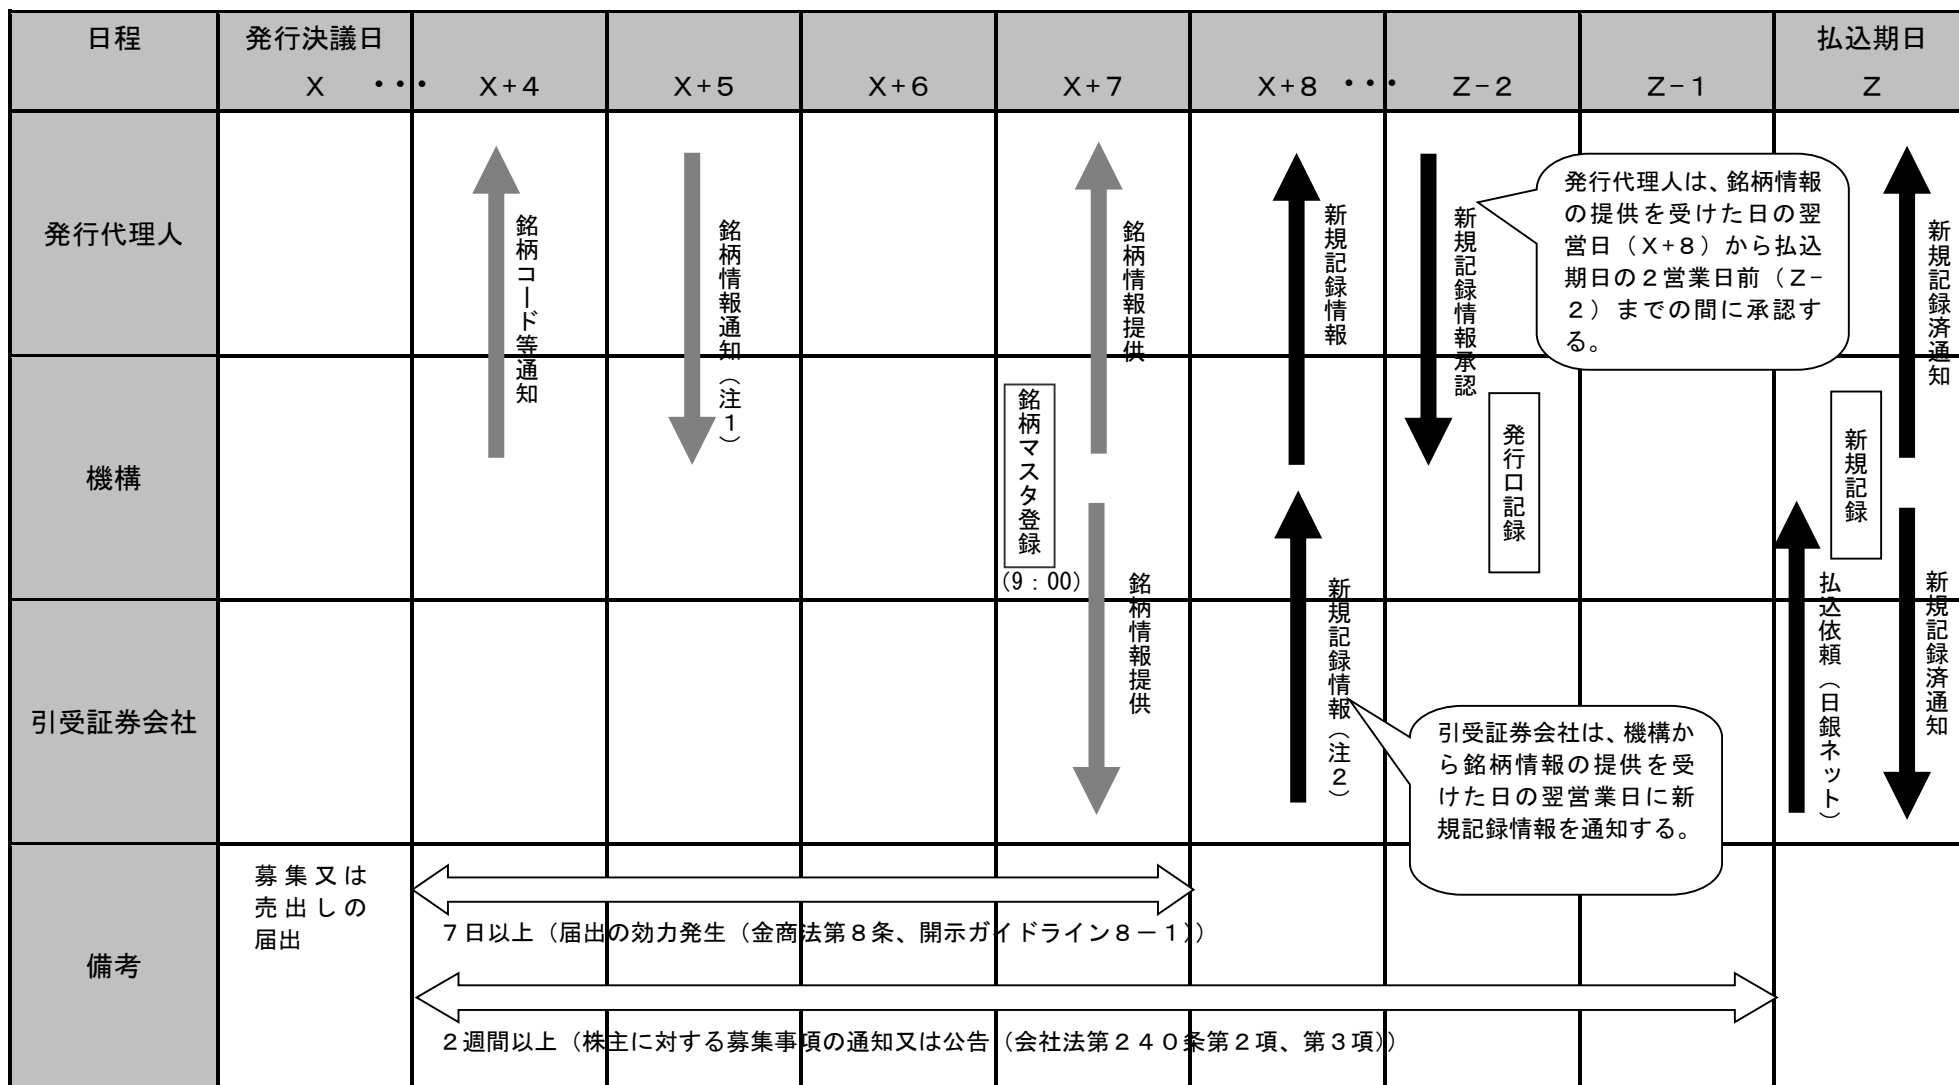 日程
発行決議日
払込期日
X ・・・ X+4 X+5 X+6 X+7 X+8 ・・・ Z-2 Z-1 Z
発行代理人
銘柄コード等通知
銘柄情報通知（注1）
銘柄情報提供
新規記録情報
新規記録情報承認
発行代理人は、銘柄情報
の提供を受けた日の翌
営日（X+8）から払込
期日の２営業日前（Z-
２）までの間に承認す
る。
新規記録済通知
機構
銘柄マスタ登録
(9：00)
発行口記録
新規記録
引受証券会社
銘柄情報提供
新規記録情報（注２）
引受証券会社は、機構か
ら銘柄情報の提供を受
けた日の翌営業日に新
規記録情報を通知する。
払込依頼（日銀ネット）
新規記録済通知
備考
募集又は
売出しの
届出
７日以上（届出の効力発生（金商法第８条、開示ガイドライン８－１））
２週間以上（株主に対する募集事項の通知又は公告（会社法第２４０条第２項、第３項））